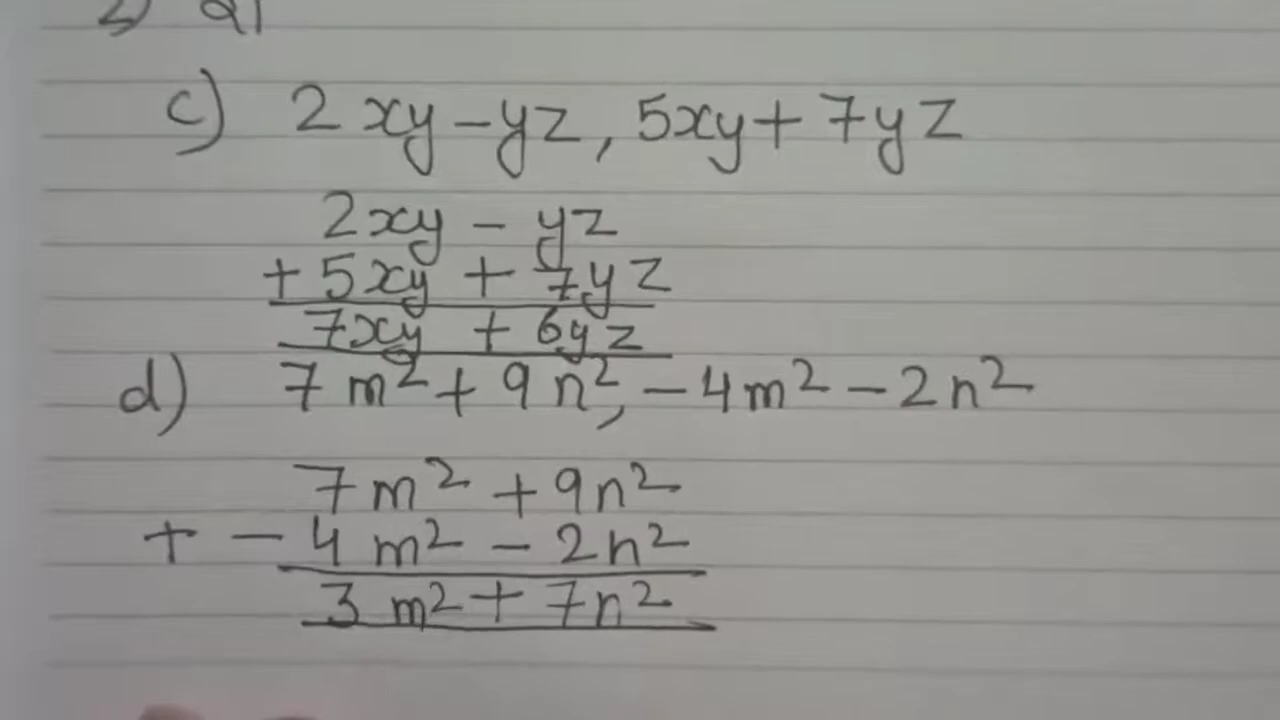 c) 2xy-yz, 5xy+7yz
2xy - yz
+ 5xy + 7yz
7xy + 6yz
d) 7m²+9n², -4m²-2n²
7m² +9n²
+ -4m² - 2n²
3m² + 7n²